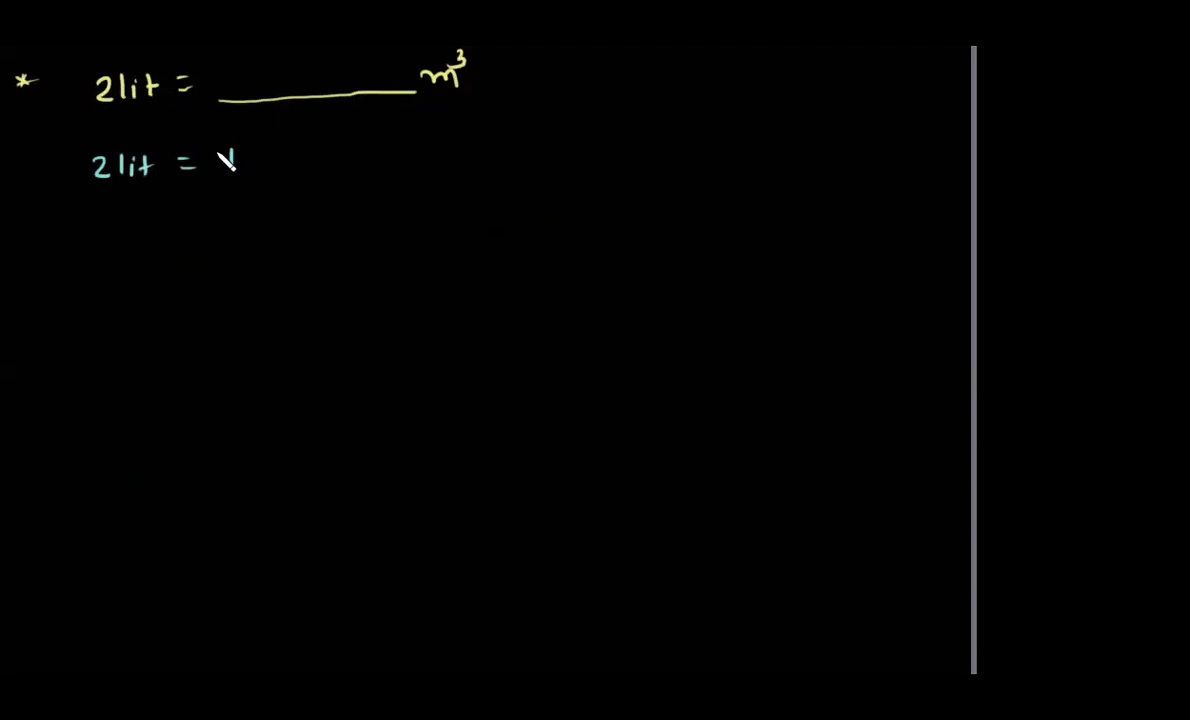 * 2lit = ________ m³
2lit =